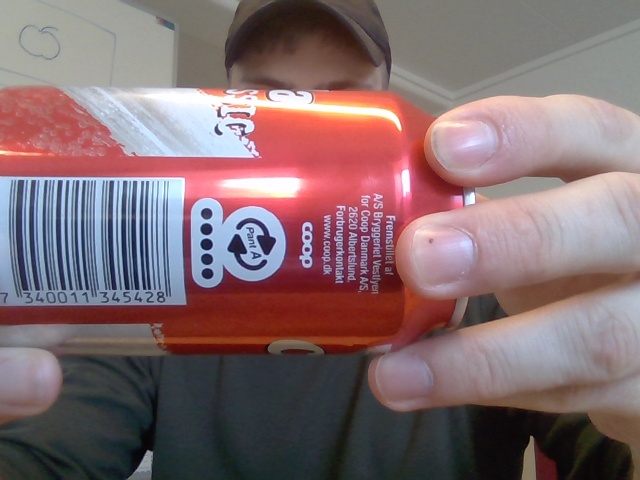 7 340011 345428
Pant A
coop
Fremstillet af
A/S Bryggeriet Vestfyen
for Coop Danmark A/S,
2620 Albertslund.
Forbrugerkontakt
www.coop.dk